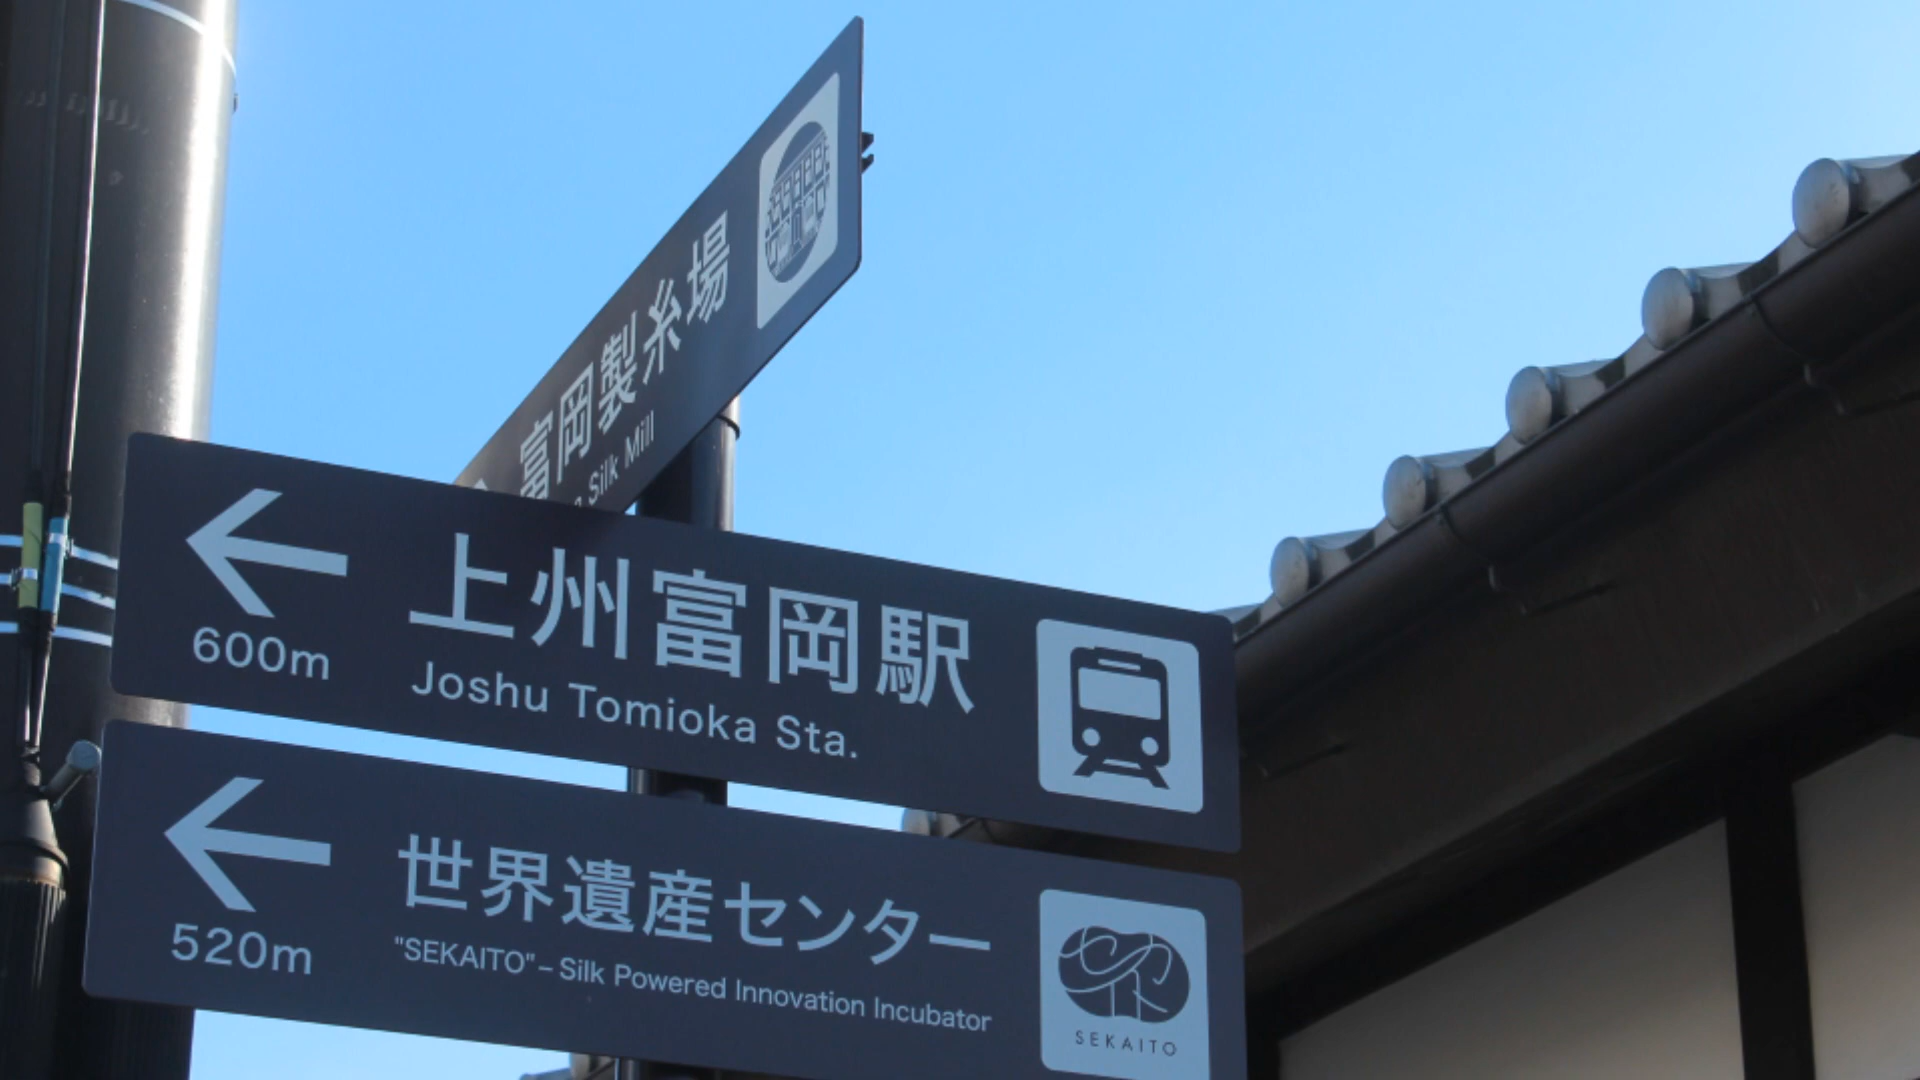 富岡製糸場
Silk Mill
上州富岡駅
600m
Joshu Tomioka Sta.
世界遺産センター
520m
"SEKAITO"–Silk Powered Innovation Incubator
SEKAITO